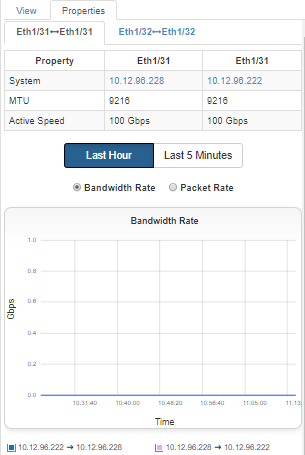 View Properties
Eth1/31↔Eth1/31 Eth1/32↔Eth1/32
Property Eth1/31 Eth1/31
System 10.12.96.228 10.12.96.222
MTU 9216 9216
Active Speed 100 Gbps 100 Gbps
Last Hour Last 5 Minutes
Bandwidth Rate Packet Rate
Bandwidth Rate
1.0
0.8
0.6
0.4
0.2
0.0
Gbps
10:31:40 10:40:00 10:48:20 10:56:40 11:05:00 11:13:
Time
10.12.96.222 → 10.12.96.228 10.12.96.228 → 10.12.96.222